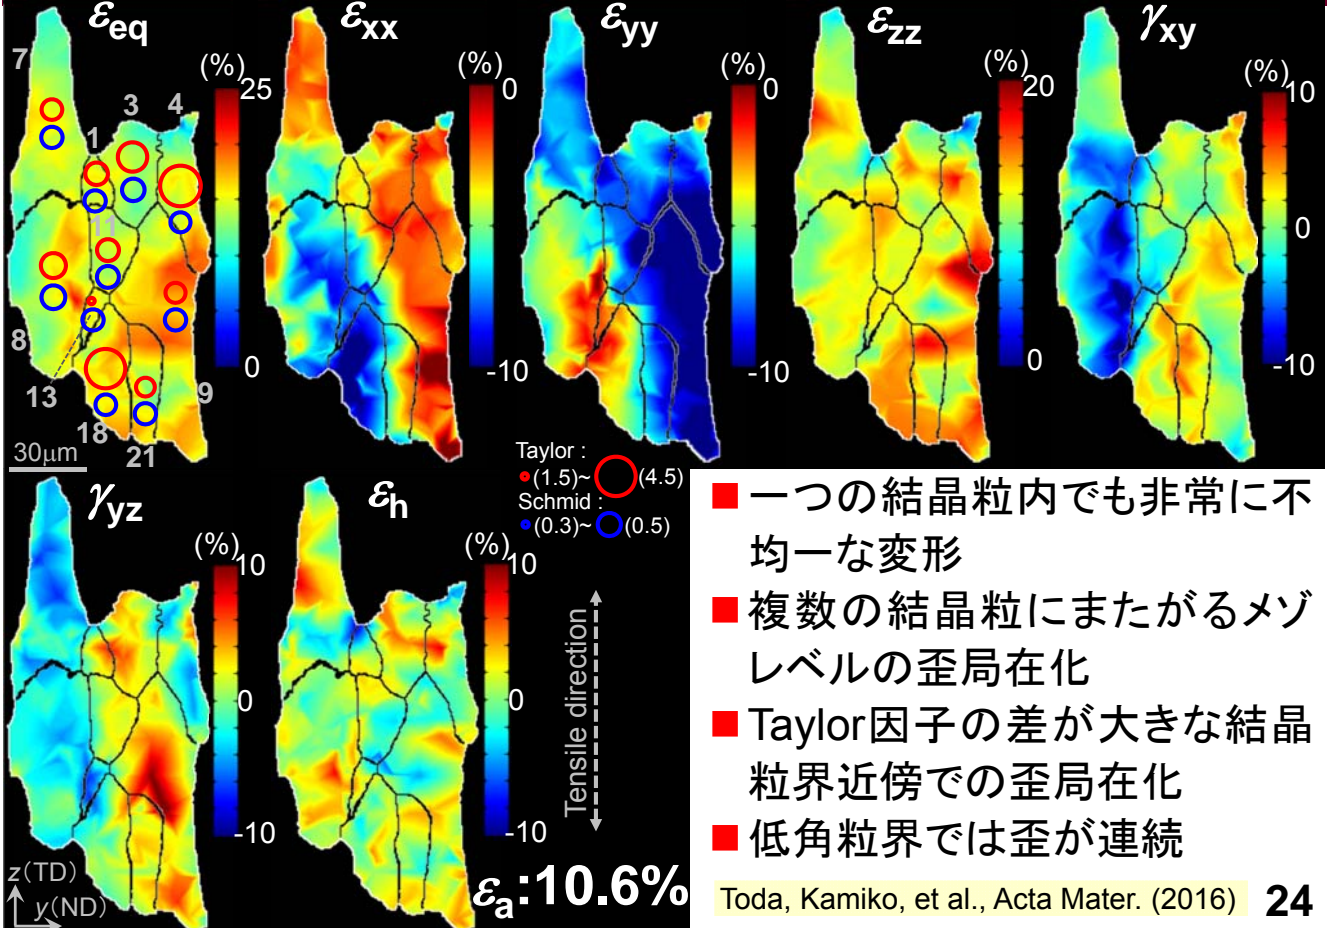 εeq
εxx
εyy
εzz
γxy
(%)
25
0
(%)
0
-10
(%)
0
-10
(%)
20
0
(%)
10
0
-10
7
1
3
4
11
8
13
18
21
9
30μm
γyz
εh
(%)
10
0
-10
(%)
10
0
-10
Taylor :
(1.5)~ (4.5)
Schmid :
(0.3)~ (0.5)
Tensile direction
z(TD)
y(ND)
εa:10.6%
■一つの結晶粒内でも非常に不
均一な変形
■複数の結晶粒にまたがるメゾ
レベルの歪局在化
■Taylor因子の差が大きな結晶
粒界近傍での歪局在化
■低角粒界では歪が連続
Toda, Kamiko, et al., Acta Mater. (2016)
24